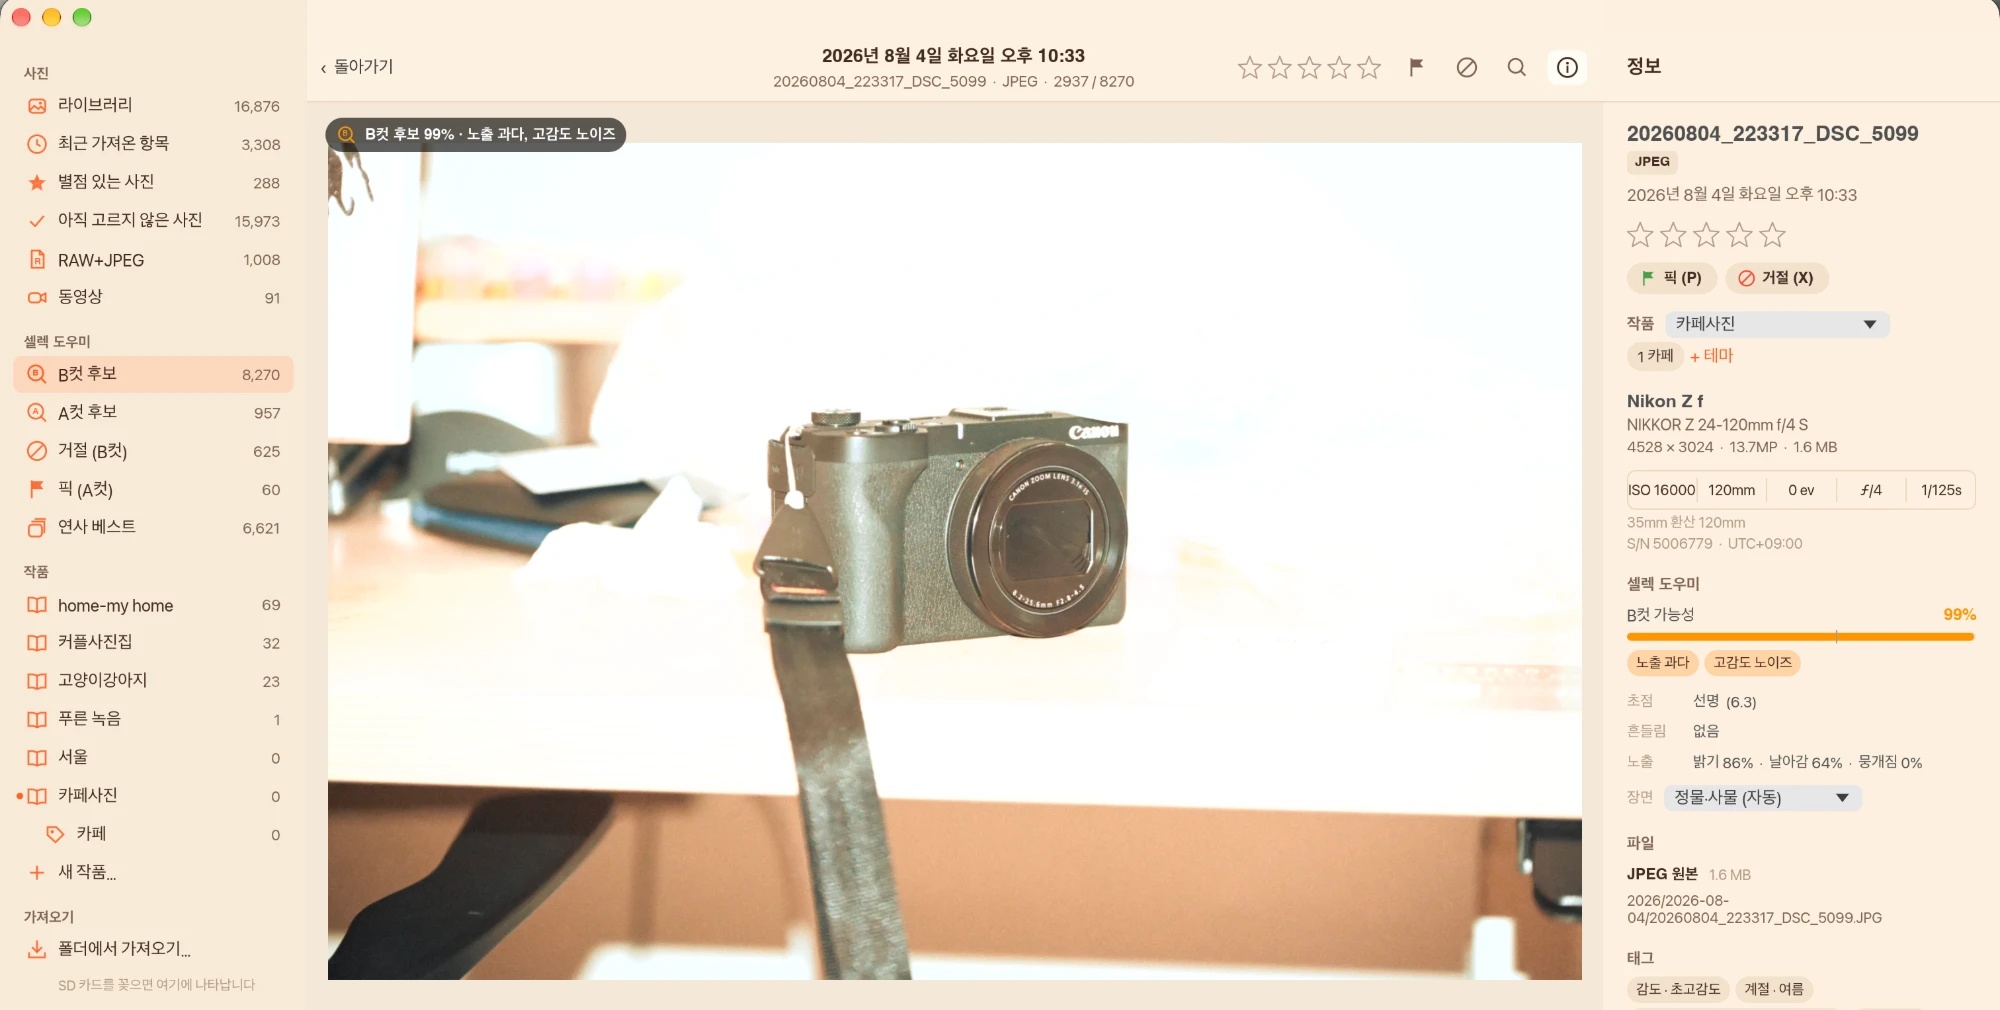 사진
라이브러리 16,876
최근 가져온 항목 3,308
별점 있는 사진 288
아직 고르지 않은 사진 15,973
RAW+JPEG 1,008
동영상 91
셀렉 도우미
B컷 후보 8,270
A컷 후보 957
거절 (B컷) 625
픽 (A컷) 60
연사 베스트 6,621
작품
home-my home 69
커플사진집 32
고양이강아지 23
푸른 녹음 1
서울 0
카페사진 0
카페 0
새 작품...
가져오기
폴더에서 가져오기...
SD 카드를 꽂으면 여기에 나타납니다
돌아가기
2026년 8월 4일 화요일 오후 10:33
20260804_223317_DSC_5099 · JPEG · 2937 / 8270
B컷 후보 99% · 노출 과다, 고감도 노이즈
Canon
CANON ZOOM LENS 3.1x IS
8.2-25.6mm F2.8-4.5
정보
20260804_223317_DSC_5099
JPEG
2026년 8월 4일 화요일 오후 10:33
픽 (P) 거절 (X)
작품 카페사진
1 카페 + 테마
Nikon Z f
NIKKOR Z 24-120mm f/4 S
4528 × 3024 · 13.7MP · 1.6 MB
ISO 16000 120mm 0 ev ƒ/4 1/125s
35mm 환산 120mm
S/N 5006779 · UTC+09:00
셀렉 도우미
B컷 가능성 99%
노출 과다 고감도 노이즈
초점 선명 (6.3)
흔들림 없음
노출 밝기 86% · 날아감 64% · 뭉개짐 0%
장면 정물·사물 (자동)
파일
JPEG 원본 1.6 MB
2026/2026-08-
04/20260804_223317_DSC_5099.JPG
태그
감도 · 초고감도 계절 · 여름